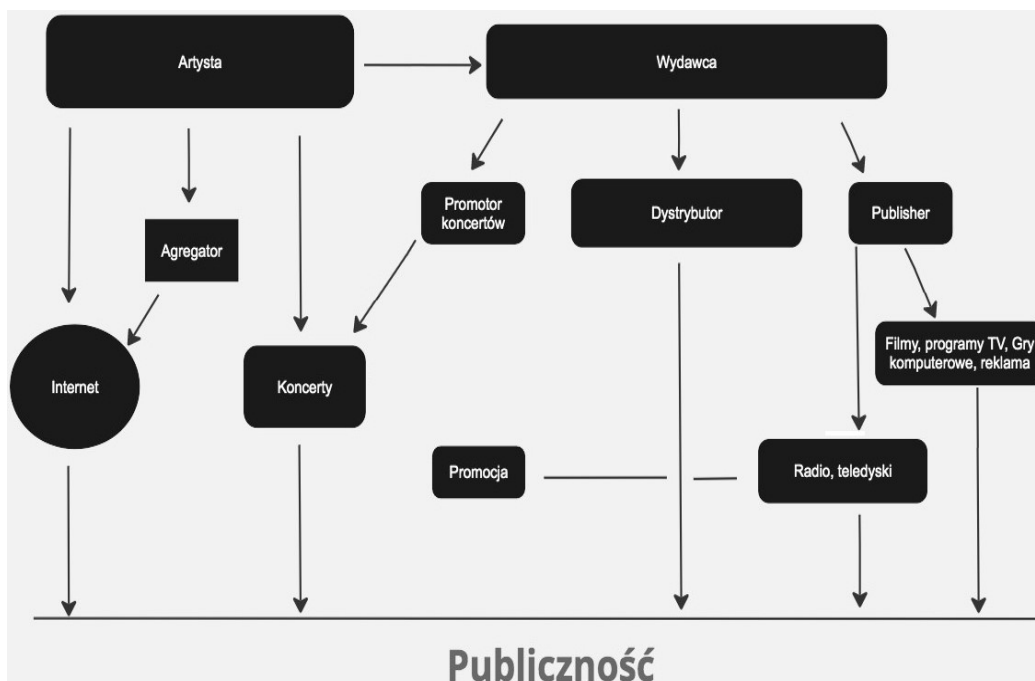 Artysta
Wydawca
Promotor
koncertów
Dystrybutor
Publisher
Agregator
Filmy, programy TV, Gry
komputerowe, reklama
Internet
Koncerty
Promocja
Radio, teledyski
Publiczność